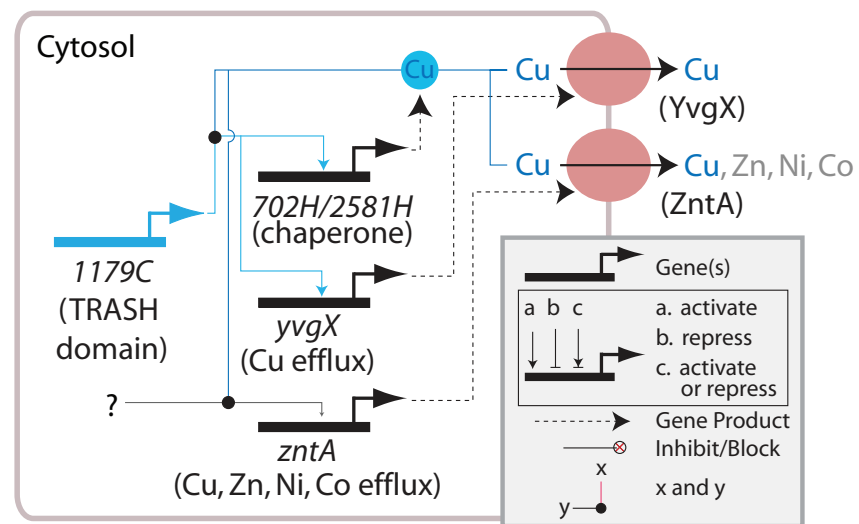 Cytosol
Cu
Cu
Cu
(YvgX)
Cu
Cu, Zn, Ni, Co
(ZntA)
702H/2581H
(chaperone)
1179C
(TRASH
domain)
yvgX
(Cu efflux)
?
zntA
(Cu, Zn, Ni, Co efflux)
Gene(s)
a b c
a. activate
b. repress
c. activate
or repress
Gene Product
Inhibit/Block
x
y
x and y